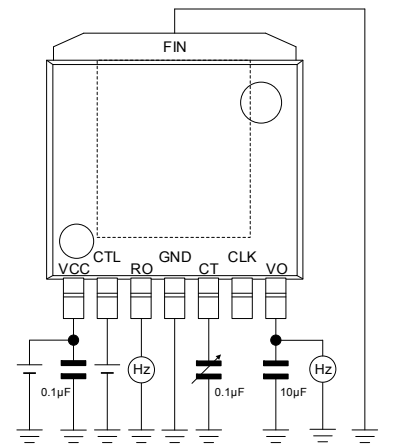 FIN
VCC CTL RO GND CT CLK VO
Hz Hz
0.1μF 0.1μF 10μF